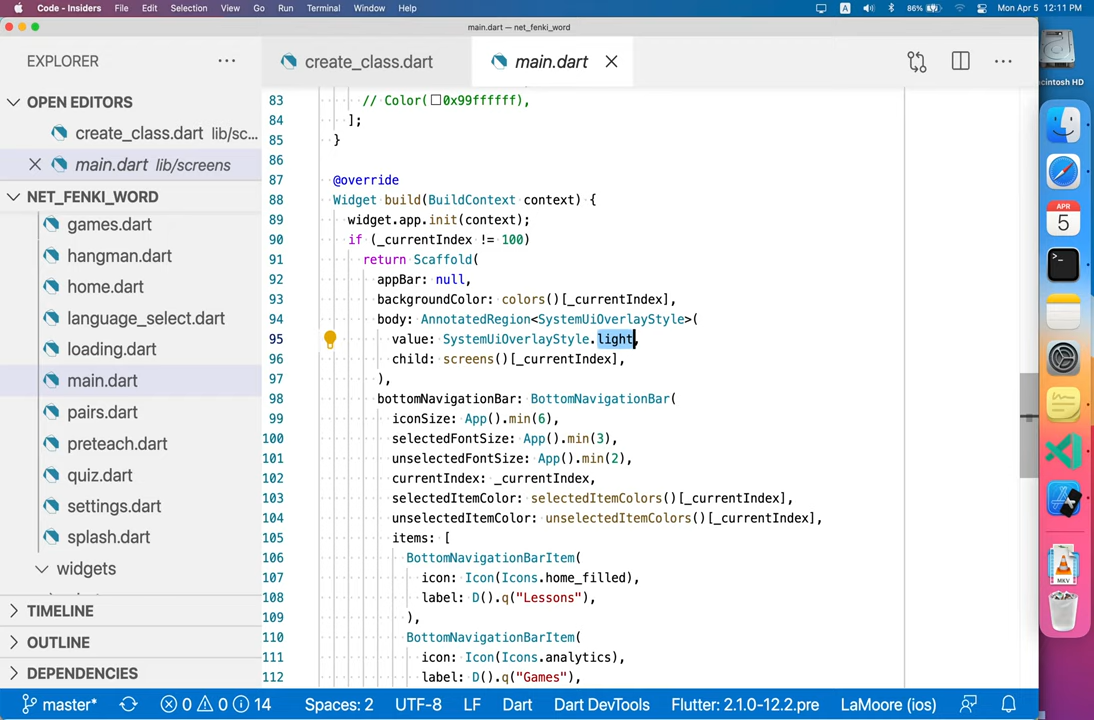 Code - Insiders File Edit Selection View Go Run Terminal Window Help A 86% Mon Apr 5 12:11 PM
main.dart — net_fenki_word
EXPLORER ···
create_class.dart
main.dart
OPEN EDITORS
create_class.dart lib/sc...
main.dart lib/screens
NET_FENKI_WORD
games.dart
hangman.dart
home.dart
language_select.dart
loading.dart
main.dart
pairs.dart
preteach.dart
quiz.dart
settings.dart
splash.dart
widgets
TIMELINE
OUTLINE
DEPENDENCIES
83 // Color(0x99ffffff),
84 ];
85 }
86
87 @override
88 Widget build(BuildContext context) {
89 widget.app.init(context);
90 if (_currentIndex != 100)
91 return Scaffold(
92 appBar: null,
93 backgroundColor: colors()[_currentIndex],
94 body: AnnotatedRegion<SystemUiOverlayStyle>(
95 value: SystemUiOverlayStyle.light,
96 child: screens()[_currentIndex],
97 ),
98 bottomNavigationBar: BottomNavigationBar(
99 iconSize: App().min(6),
100 selectedFontSize: App().min(3),
101 unselectedFontSize: App().min(2),
102 currentIndex: _currentIndex,
103 selectedItemColor: selectedItemColors()[_currentIndex],
104 unselectedItemColor: unselectedItemColors()[_currentIndex],
105 items: [
106 BottomNavigationBarItem(
107 icon: Icon(Icons.home_filled),
108 label: D().q("Lessons"),
109 ),
110 BottomNavigationBarItem(
111 icon: Icon(Icons.analytics),
112 label: D().q("Games"),
acintosh HD
APR
5
MKV
master* 0 0 14 Spaces: 2 UTF-8 LF Dart Dart DevTools Flutter: 2.1.0-12.2.pre LaMoore (ios)